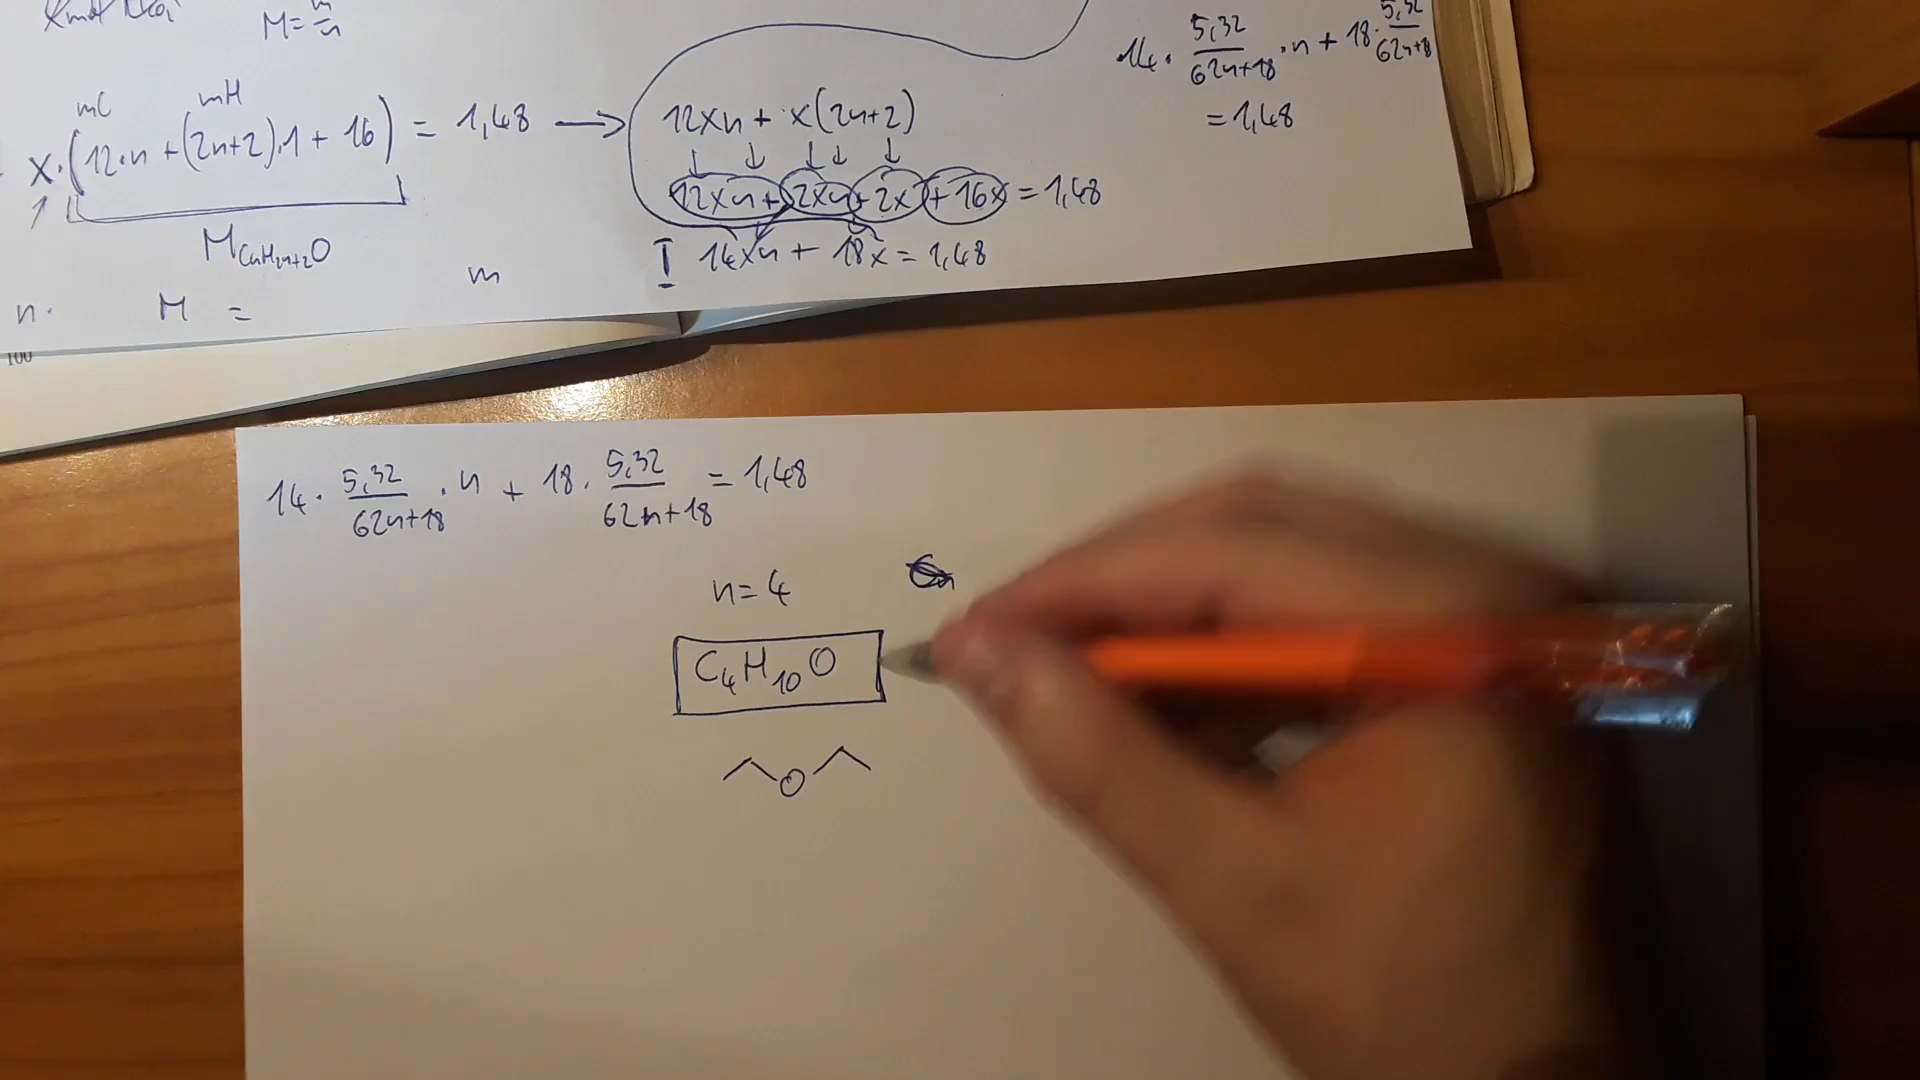 M = m/n
14 · 5,32/62n+18 · n + 18 · 5,32/62n+18
= 1,48
mC mH
x · (12·n + (2n+2)·1 + 16) = 1,48 → 12xn + x(2n+2)
12xn + 2xn + 2x + 16x = 1,48
M CnH2n+2O
I 14xn + 18x = 1,48
m
n · M =
100
14 · 5,32/62n+18 · n + 18 · 5,32/62n+18 = 1,48
n = 4
C₄H₁₀O
O